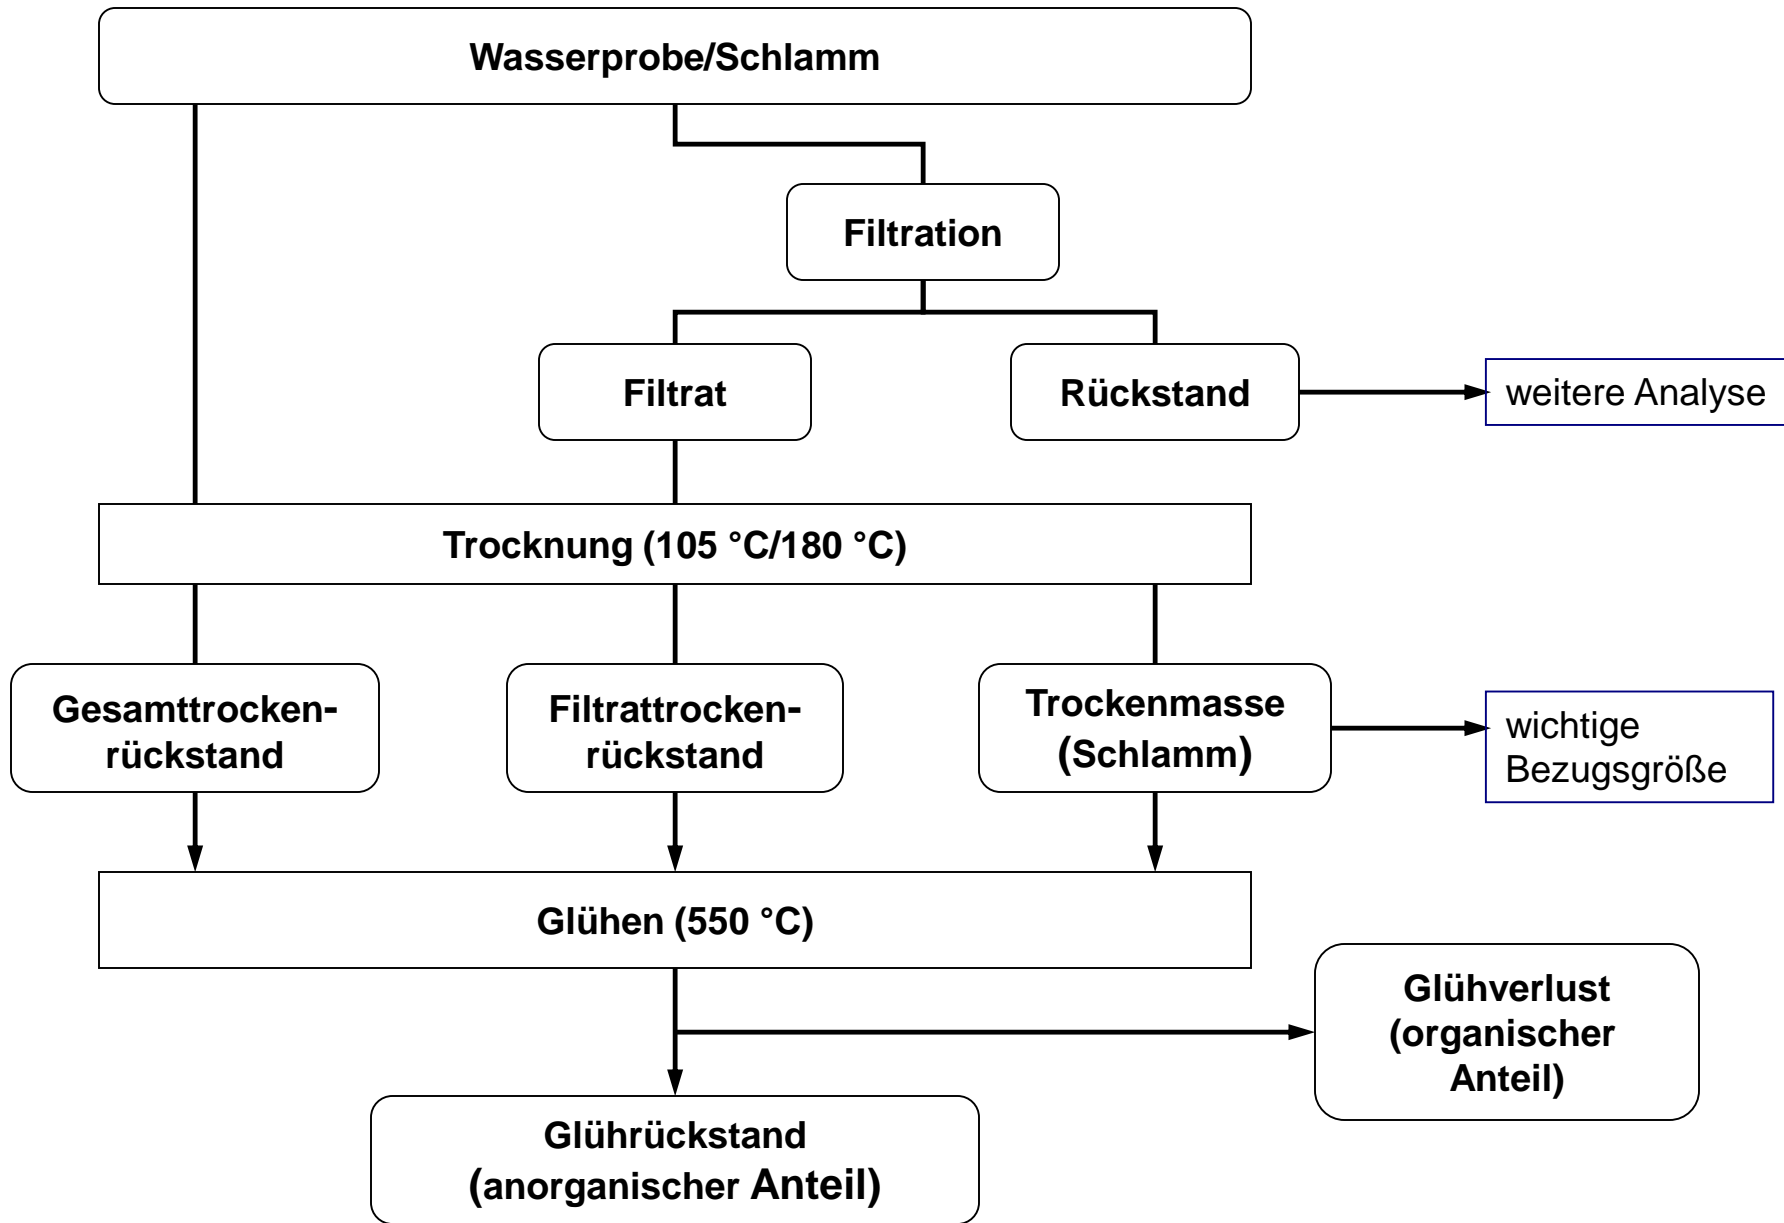 Wasserprobe/Schlamm
Filtration
Filtrat
Rückstand
weitere Analyse
Trocknung (105 °C/180 °C)
Gesamttrocken-
rückstand
Filtrattrocken-
rückstand
Trockenmasse
(Schlamm)
wichtige
Bezugsgröße
Glühen (550 °C)
Glühverlust
(organischer
Anteil)
Glührückstand
(anorganischer Anteil)